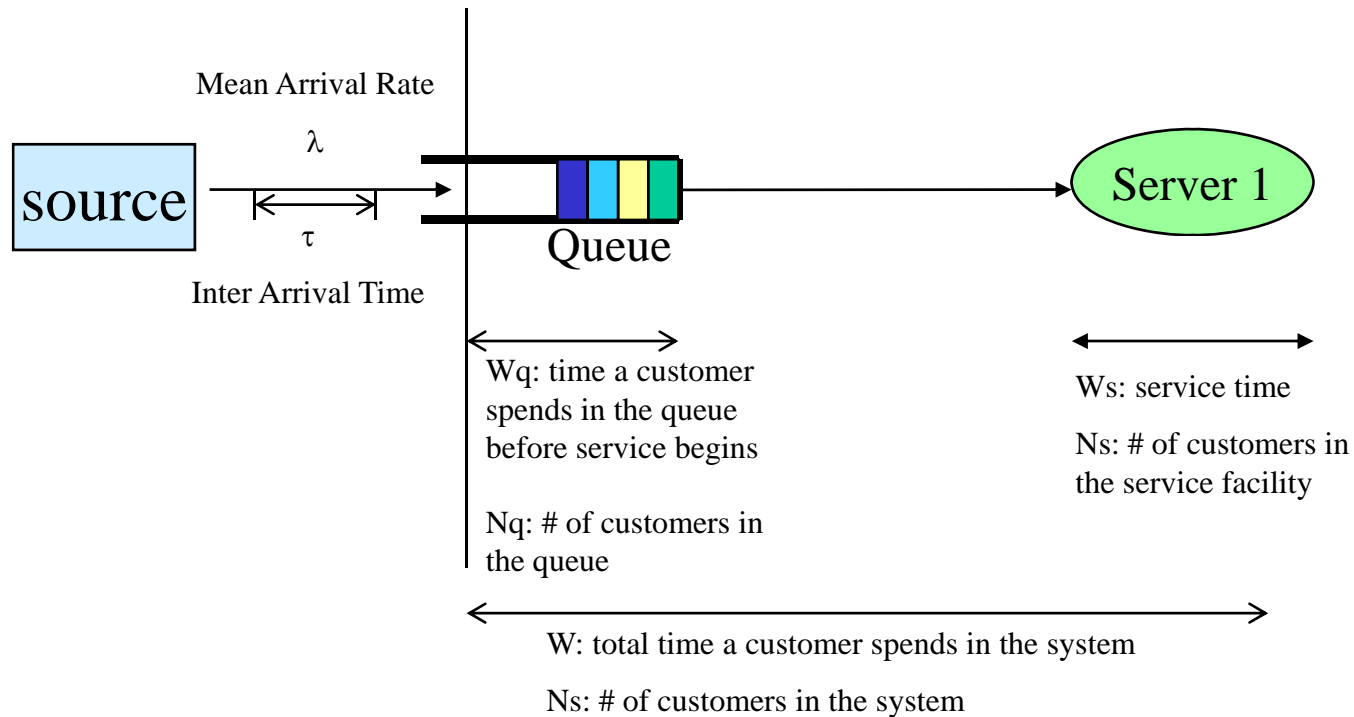 Mean Arrival Rate
λ
source
Server 1
τ
Queue
Inter Arrival Time
Wq: time a customer
spends in the queue
before service begins
Nq: # of customers in
the queue
Ws: service time
Ns: # of customers in
the service facility
W: total time a customer spends in the system
Ns: # of customers in the system